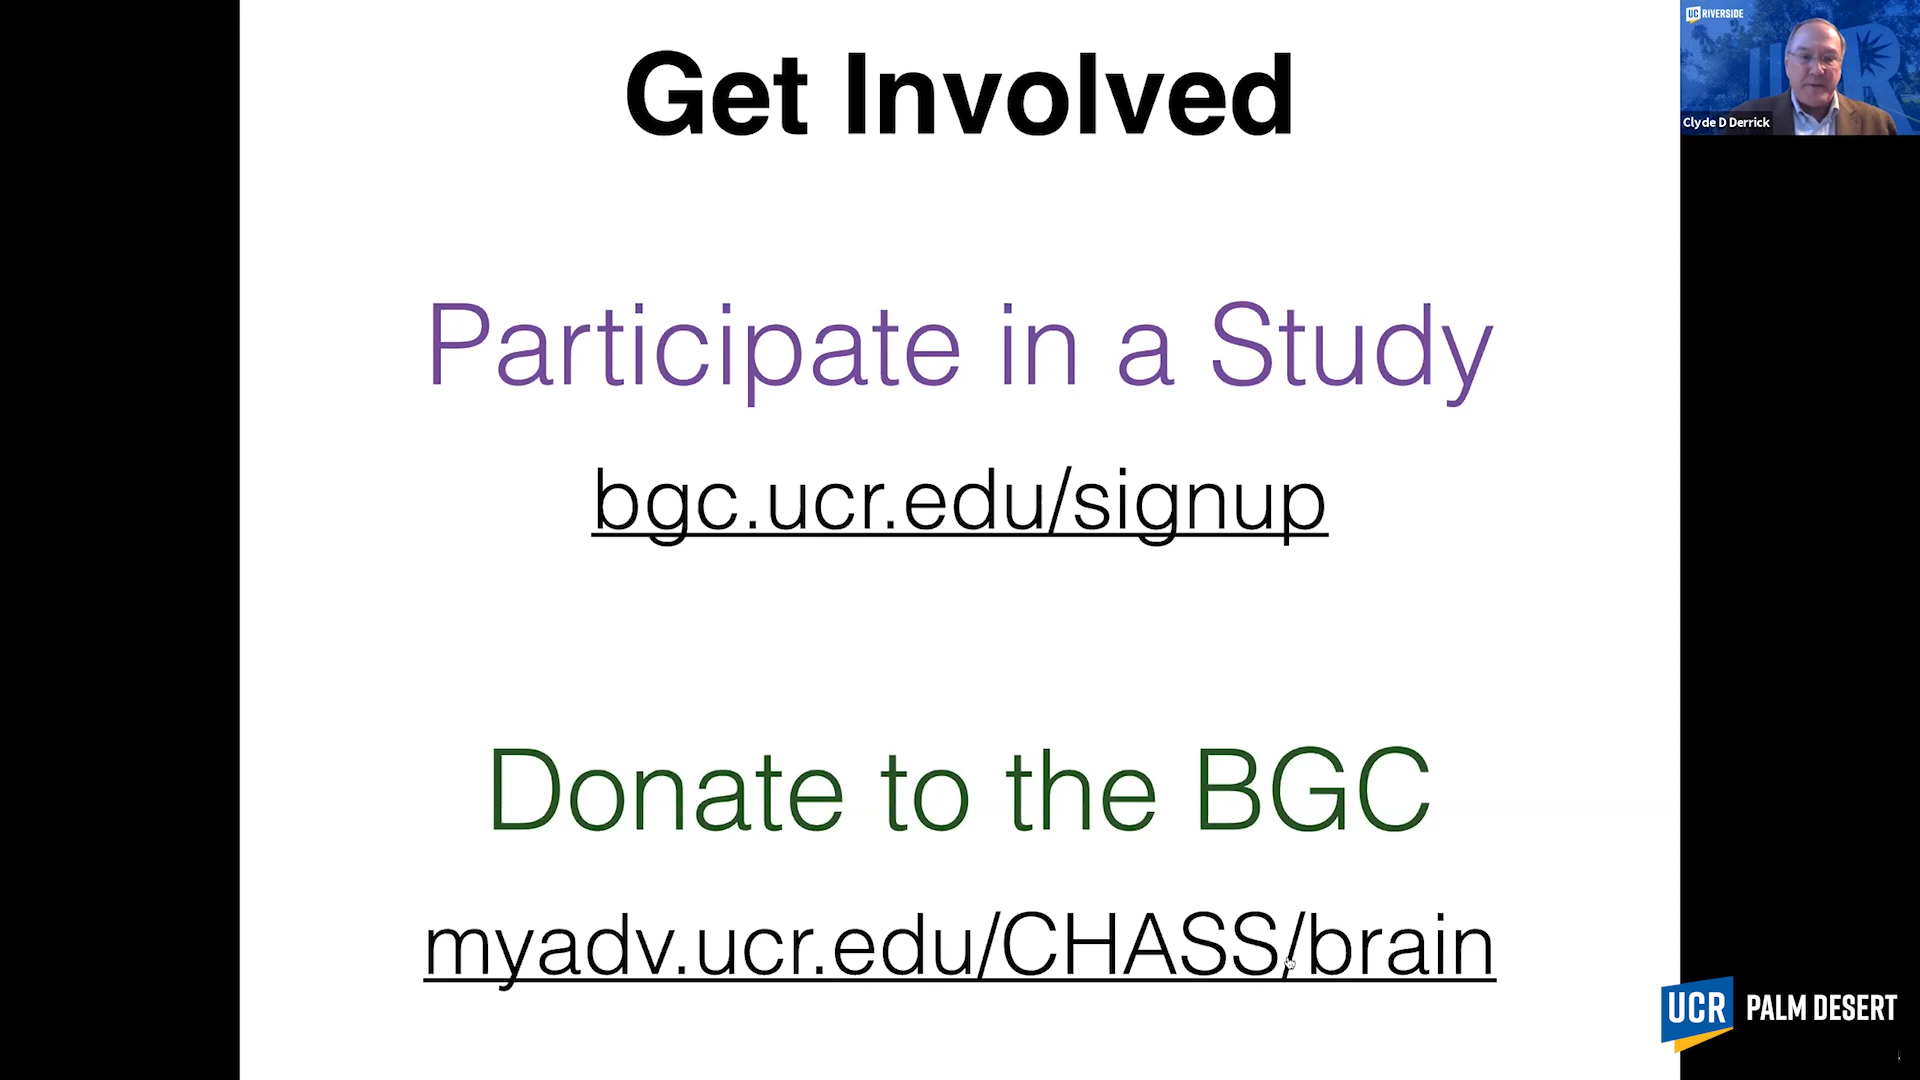 Get Involved
UC RIVERSIDE
Clyde D Derrick
Participate in a Study
bgc.ucr.edu/signup
Donate to the BGC
myadv.ucr.edu/CHASS/brain
UCR PALM DESERT